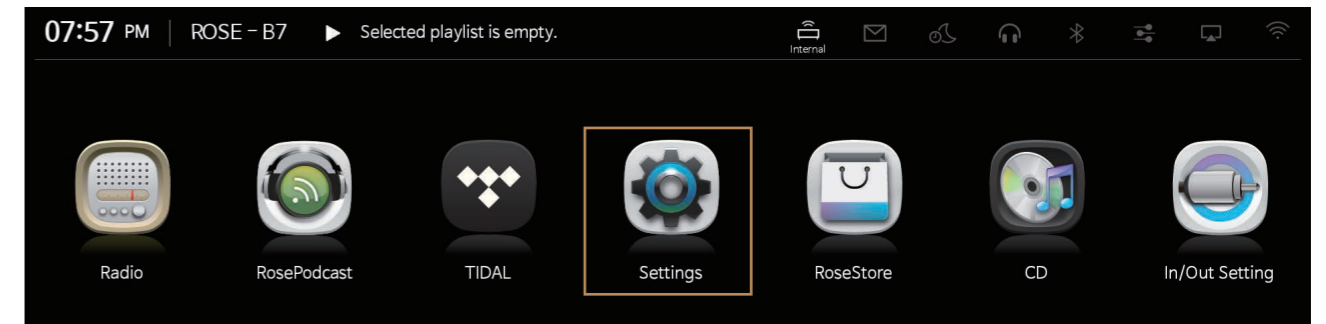 07:57 PM ROSE - B7 Selected playlist is empty.
Internal
Radio RosePodcast TIDAL Settings RoseStore CD In/Out Setting